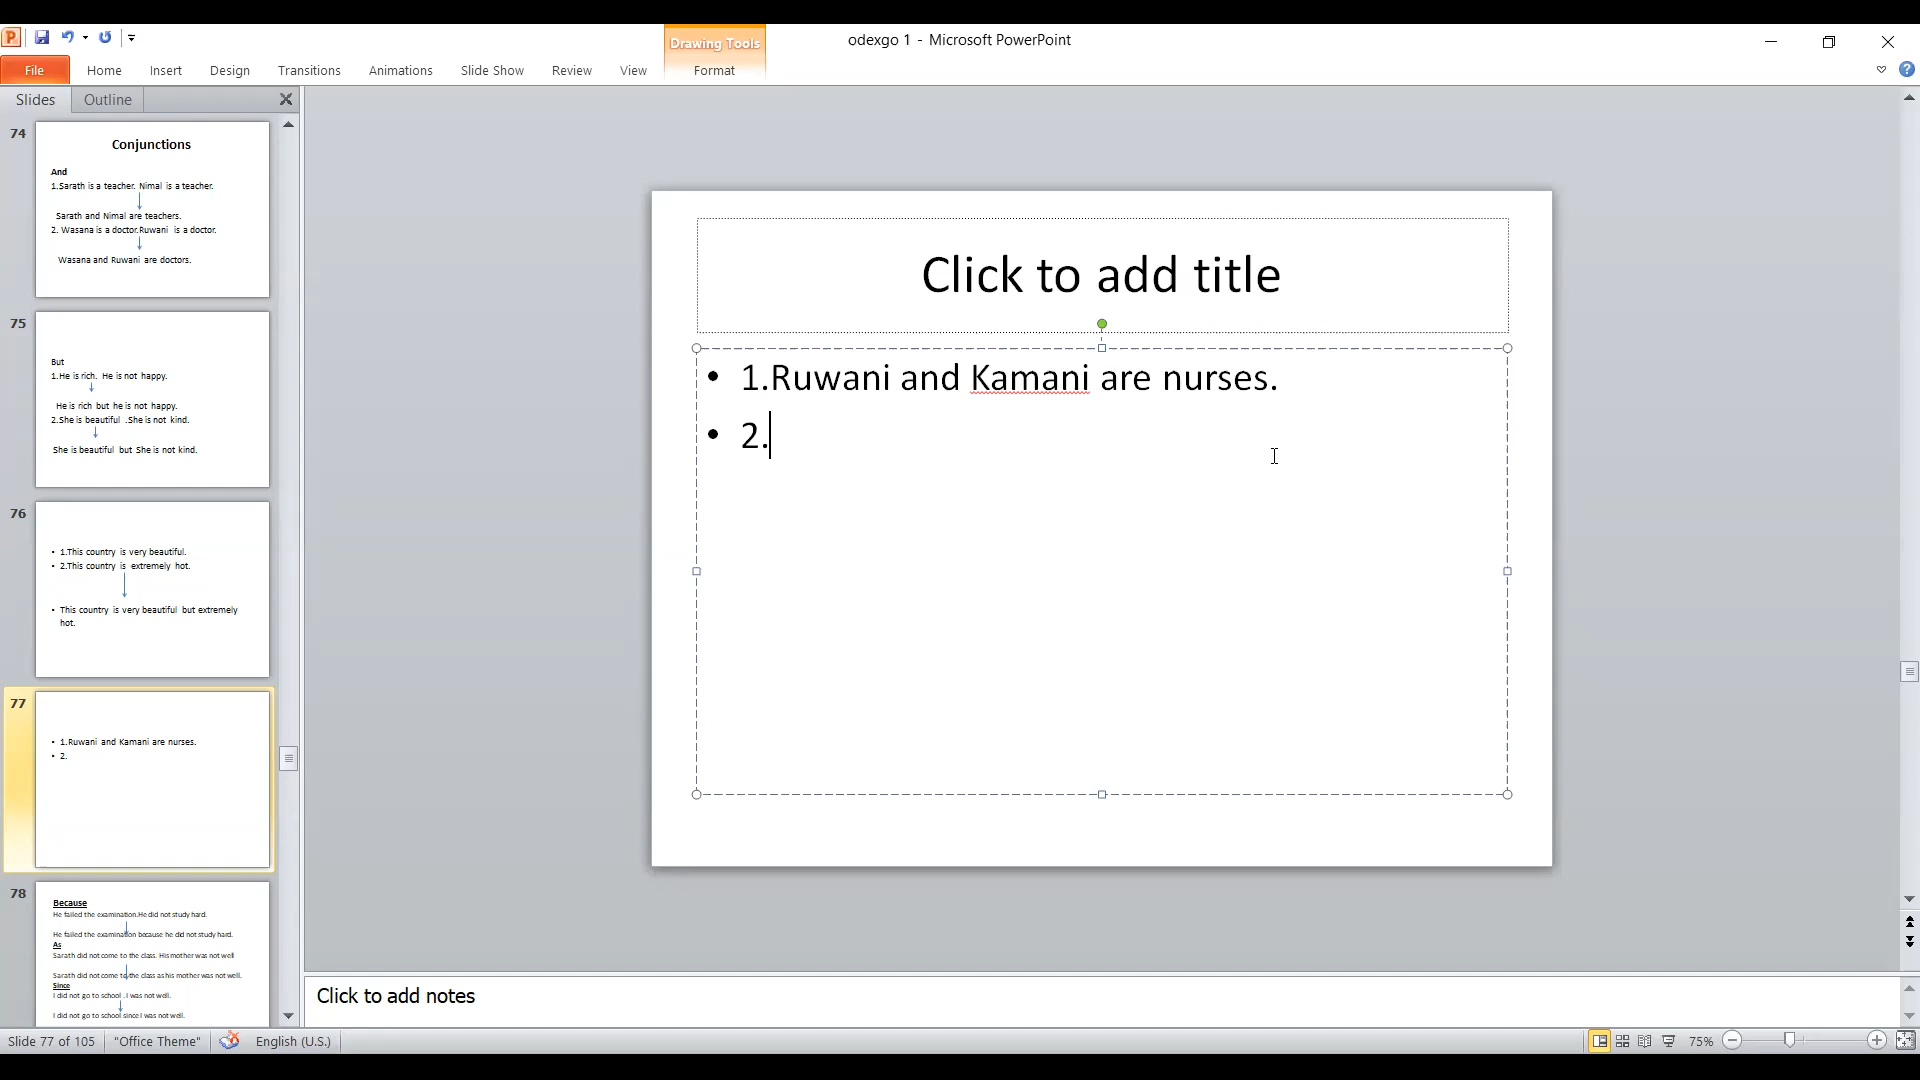 odexgo 1 - Microsoft PowerPoint
Drawing Tools
File Home Insert Design Transitions Animations Slide Show Review View Format
Slides Outline
74
Conjunctions
And
1.Sarath is a teacher. Nimal is a teacher.
Sarath and Nimal are teachers.
2. Wasana is a doctor.Ruwani is a doctor.
Wasana and Ruwani are doctors.
75
But
1.He is rich. He is not happy.
He is rich but he is not happy.
2.She is beautiful .She is not kind.
She is beautiful but She is not kind.
76
• 1.This country is very beautiful.
• 2.This country is extremely hot.
• This country is very beautiful but extremely
hot.
77
• 1.Ruwani and Kamani are nurses.
• 2.
78
Because
He failed the examination.He did not study hard.
He failed the examination because he did not study hard.
As
Sarath did not come to the class. His mother was not well
Sarath did not come to the class as his mother was not well.
Since
I did not go to school . I was not well.
I did not go to school since I was not well.
Click to add title
• 1.Ruwani and Kamani are nurses.
• 2.
Click to add notes
Slide 77 of 105 "Office Theme" English (U.S.) 75%